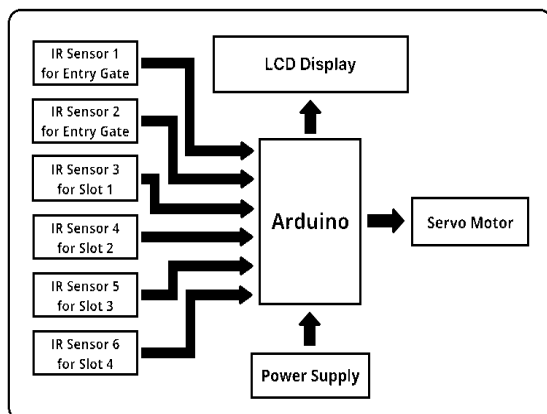 IR Sensor 1
for Entry Gate
IR Sensor 2
for Entry Gate
IR Sensor 3
for Slot 1
IR Sensor 4
for Slot 2
IR Sensor 5
for Slot 3
IR Sensor 6
for Slot 4
LCD Display
Arduino
Servo Motor
Power Supply